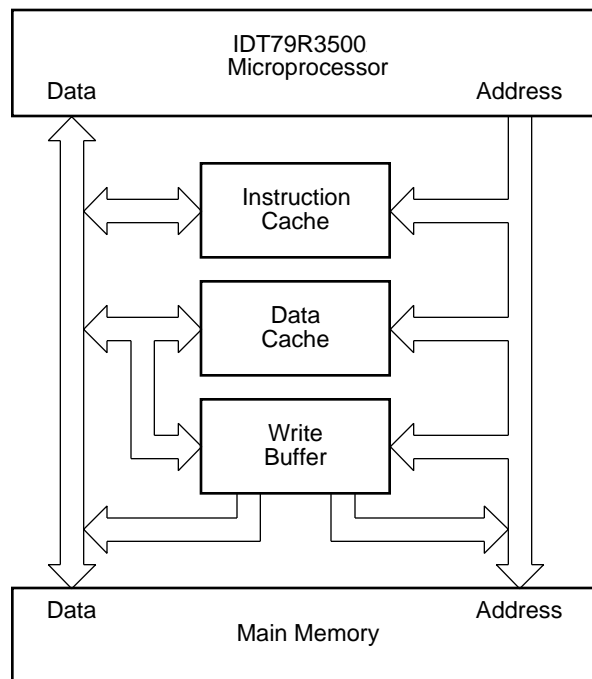 IDT79R3500
Microprocessor
Data Address
Instruction
Cache
Data
Cache
Write
Buffer
Data Address
Main Memory